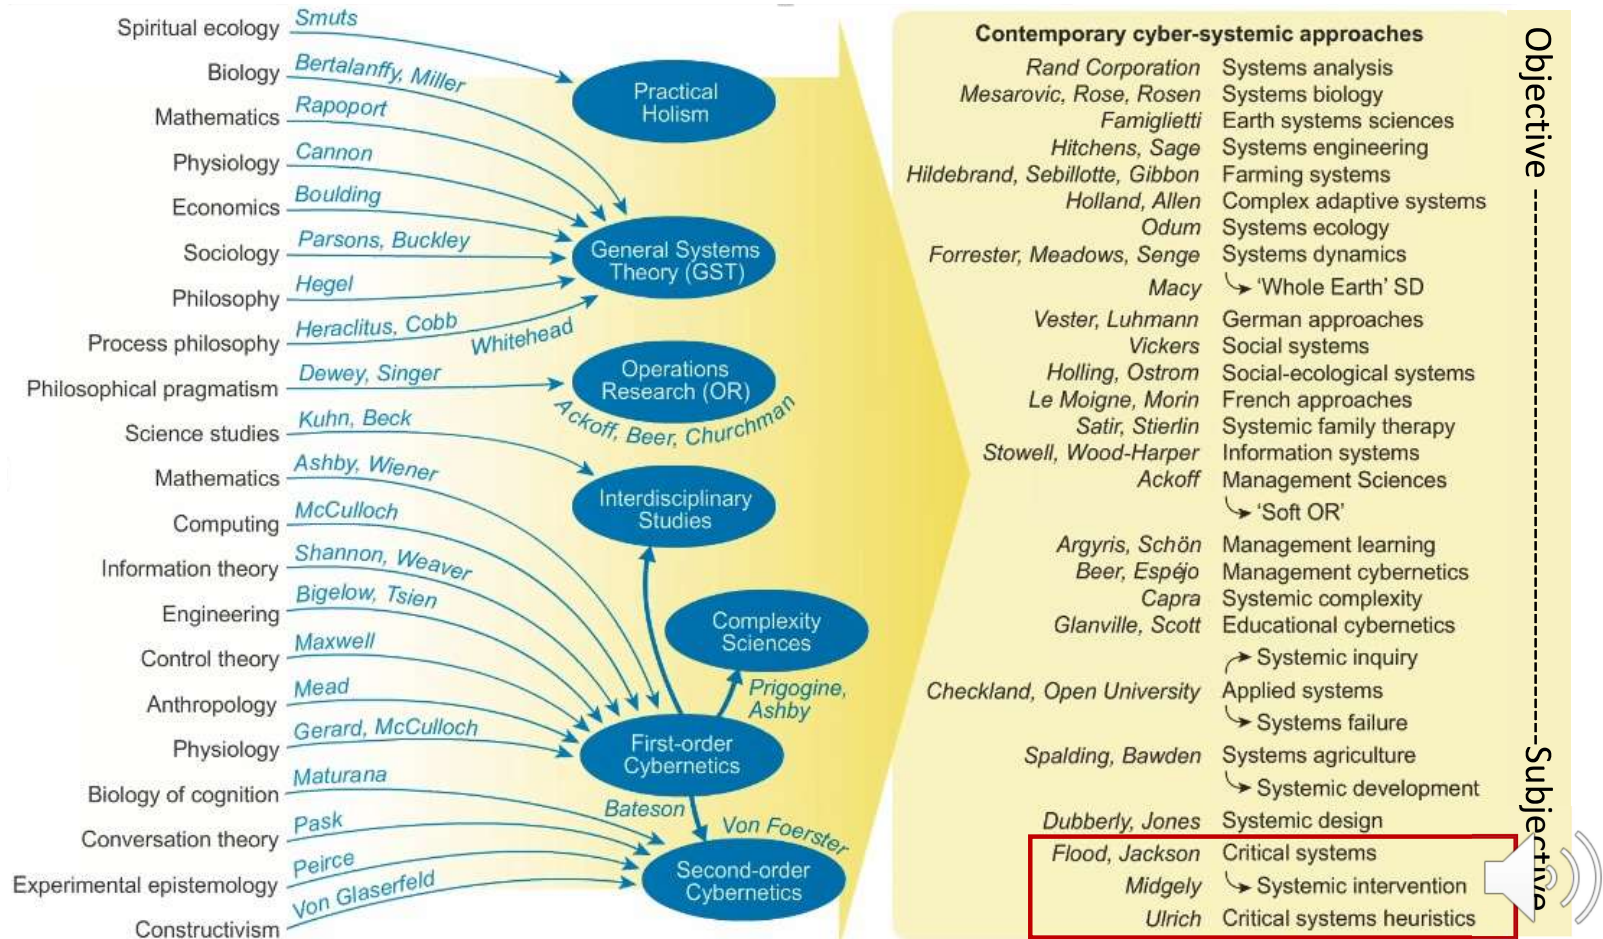 Spiritual ecology
Smuts
Biology
Bertalanffy, Miller
Mathematics
Rapoport
Physiology
Cannon
Economics
Boulding
Sociology
Parsons, Buckley
Philosophy
Hegel
Process philosophy
Heraclitus, Cobb
Whitehead
Philosophical pragmatism
Dewey, Singer
Science studies
Kuhn, Beck
Mathematics
Ashby, Wiener
Computing
McCulloch
Information theory
Shannon, Weaver
Engineering
Bigelow, Tsien
Control theory
Maxwell
Anthropology
Mead
Physiology
Gerard, McCulloch
Biology of cognition
Maturana
Conversation theory
Pask
Experimental epistemology
Peirce
Constructivism
Von Glaserfeld
Practical
Holism
General Systems
Theory (GST)
Operations
Research (OR)
Ackoff, Beer, Churchman
Interdisciplinary
Studies
Complexity
Sciences
Prigogine,
Ashby
First-order
Cybernetics
Bateson
Von Foerster
Second-order
Cybernetics
Contemporary cyber-systemic approaches
Rand Corporation Systems analysis
Mesarovic, Rose, Rosen Systems biology
Famiglietti Earth systems sciences
Hitchens, Sage Systems engineering
Hildebrand, Sebillotte, Gibbon Farming systems
Holland, Allen Complex adaptive systems
Odum Systems ecology
Forrester, Meadows, Senge Systems dynamics
Macy 'Whole Earth' SD
Vester, Luhmann German approaches
Vickers Social systems
Holling, Ostrom Social-ecological systems
Le Moigne, Morin French approaches
Satir, Stierlin Systemic family therapy
Stowell, Wood-Harper Information systems
Ackoff Management Sciences
'Soft OR'
Argyris, Schön Management learning
Beer, Espéjo Management cybernetics
Capra Systemic complexity
Glanville, Scott Educational cybernetics
Systemic inquiry
Checkland, Open University Applied systems
Systems failure
Spalding, Bawden Systems agriculture
Systemic development
Dubberly, Jones Systemic design
Flood, Jackson Critical systems
Midgely Systemic intervention
Ulrich Critical systems heuristics
Objective ---------------------Subjective